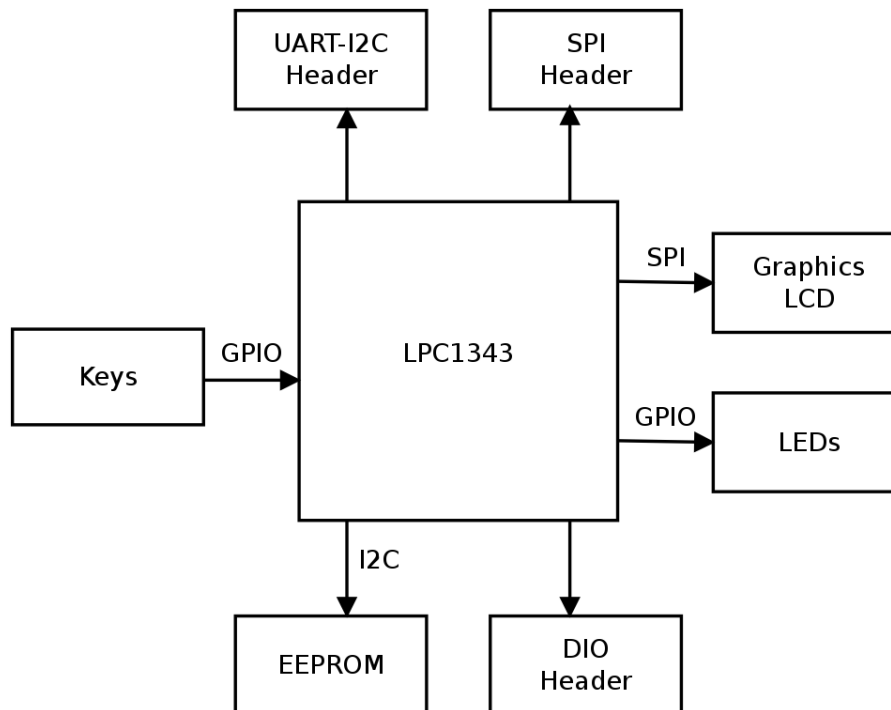 UART-I2C
Header
SPI
Header
SPI
Graphics
LCD
GPIO
Keys
LPC1343
GPIO
LEDs
I2C
EEPROM
DIO
Header